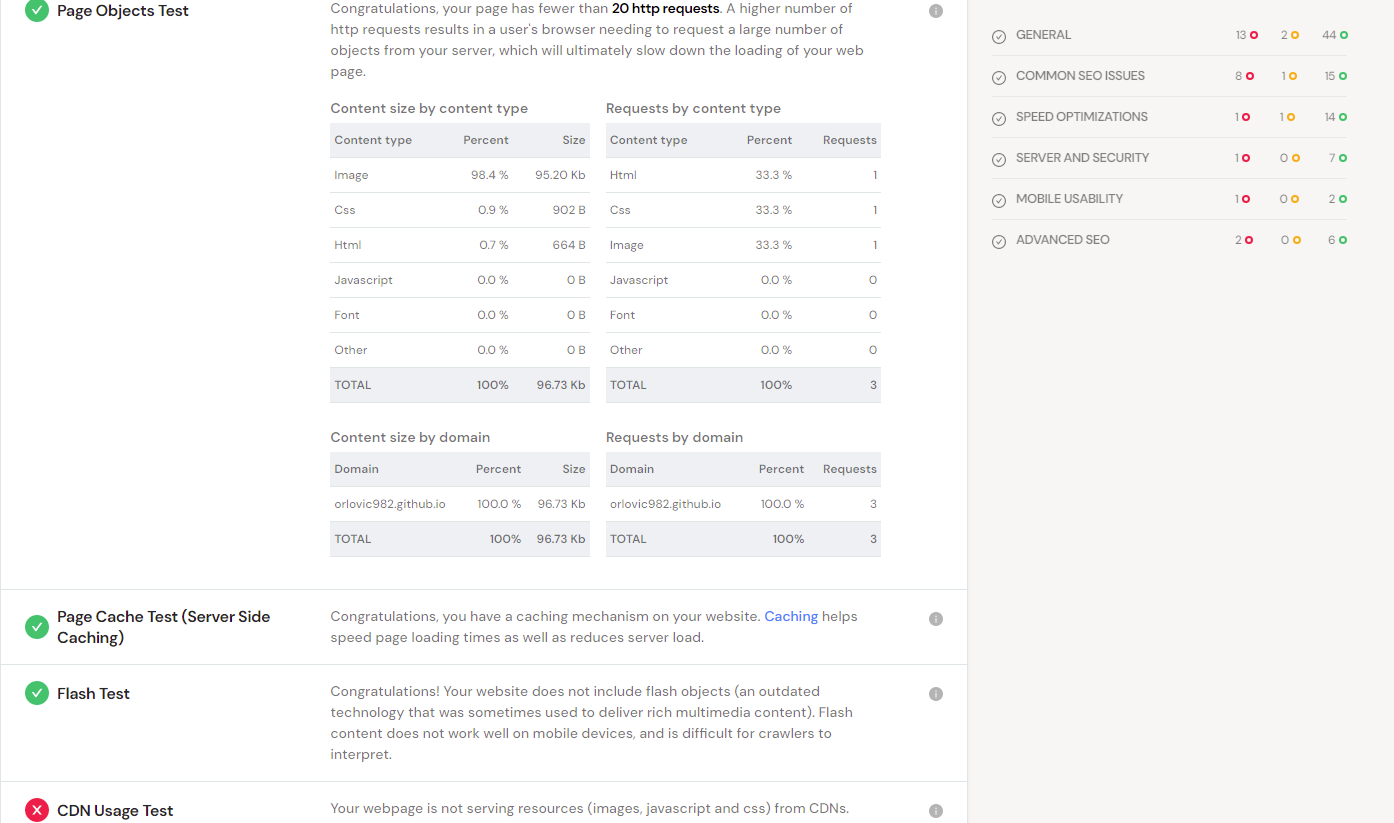 Page Objects Test
Congratulations, your page has fewer than 20 http requests. A higher number of
http requests results in a user's browser needing to request a large number of
objects from your server, which will ultimately slow down the loading of your web
page.
Content size by content type
Content type Percent Size
Image 98.4 % 95.20 Kb
Css 0.9 % 902 B
Html 0.7 % 664 B
Javascript 0.0 % 0 B
Font 0.0 % 0 B
Other 0.0 % 0 B
TOTAL 100% 96.73 Kb
Requests by content type
Content type Percent Requests
Html 33.3 % 1
Css 33.3 % 1
Image 33.3 % 1
Javascript 0.0 % 0
Font 0.0 % 0
Other 0.0 % 0
TOTAL 100% 3
Content size by domain
Domain Percent Size
orlovic982.github.io 100.0 % 96.73 Kb
TOTAL 100% 96.73 Kb
Requests by domain
Domain Percent Requests
orlovic982.github.io 100.0 % 3
TOTAL 100% 3
Page Cache Test (Server Side
Caching)
Congratulations, you have a caching mechanism on your website. Caching helps
speed page loading times as well as reduces server load.
Flash Test
Congratulations! Your website does not include flash objects (an outdated
technology that was sometimes used to deliver rich multimedia content). Flash
content does not work well on mobile devices, and is difficult for crawlers to
interpret.
CDN Usage Test
Your webpage is not serving resources (images, javascript and css) from CDNs.
GENERAL 13 2 44
COMMON SEO ISSUES 8 1 15
SPEED OPTIMIZATIONS 1 1 14
SERVER AND SECURITY 1 0 7
MOBILE USABILITY 1 0 2
ADVANCED SEO 2 0 6